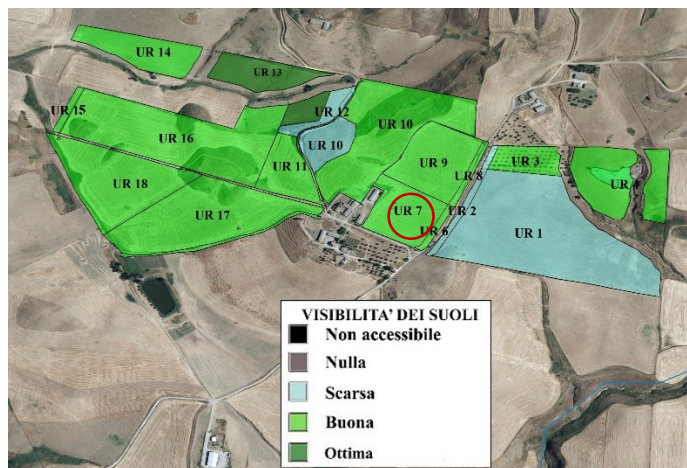 UR 14
UR 13
UR 15
UR 16
UR 12
UR 10
UR 10
UR 11
UR 9
UR 8
UR 3
UR 4
UR 18
UR 17
UR 7
UR 2
UR 6
UR 1
VISIBILITA’ DEI SUOLI
Non accessibile
Nulla
Scarsa
Buona
Ottima